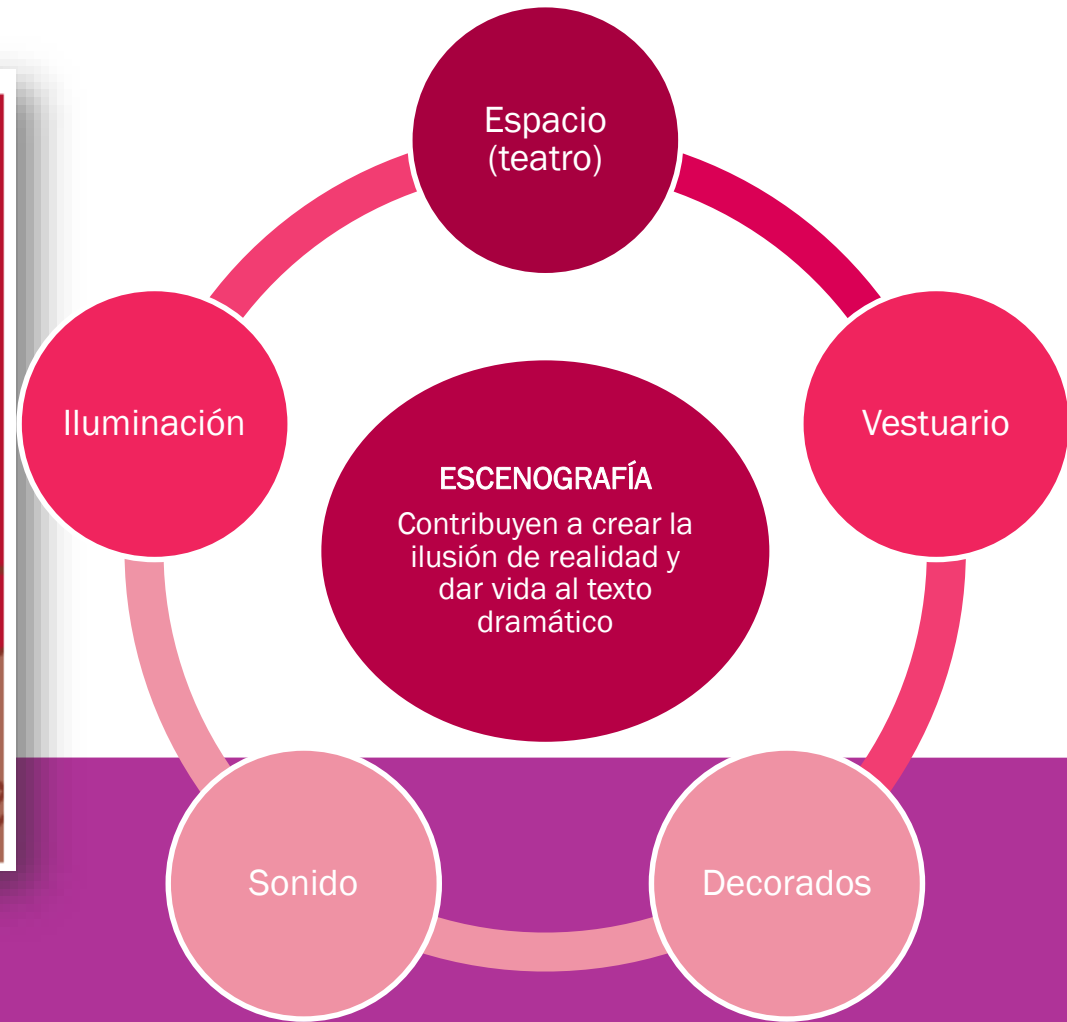 Espacio
(teatro)
Iluminación
Vestuario
ESCENOGRAFÍA
Contribuyen a crear la
ilusión de realidad y
dar vida al texto
dramático
Sonido
Decorados